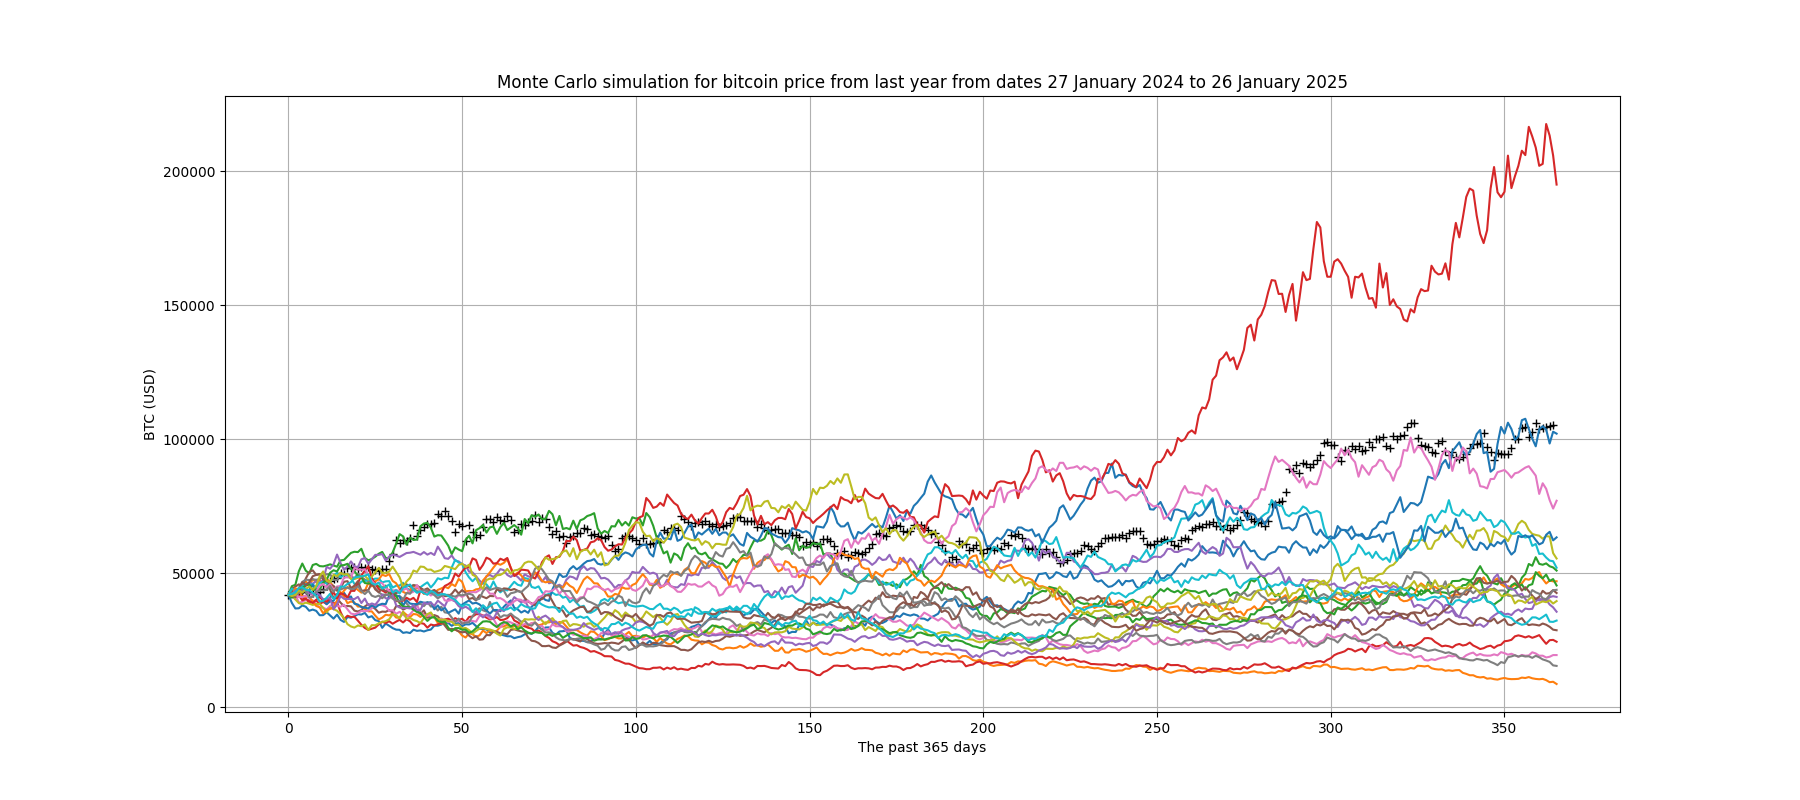 Monte Carlo simulation for bitcoin price from last year from dates 27 January 2024 to 26 January 2025
200000
150000
100000
50000
0
BTC (USD)
0 50 100 150 200 250 300 350
The past 365 days